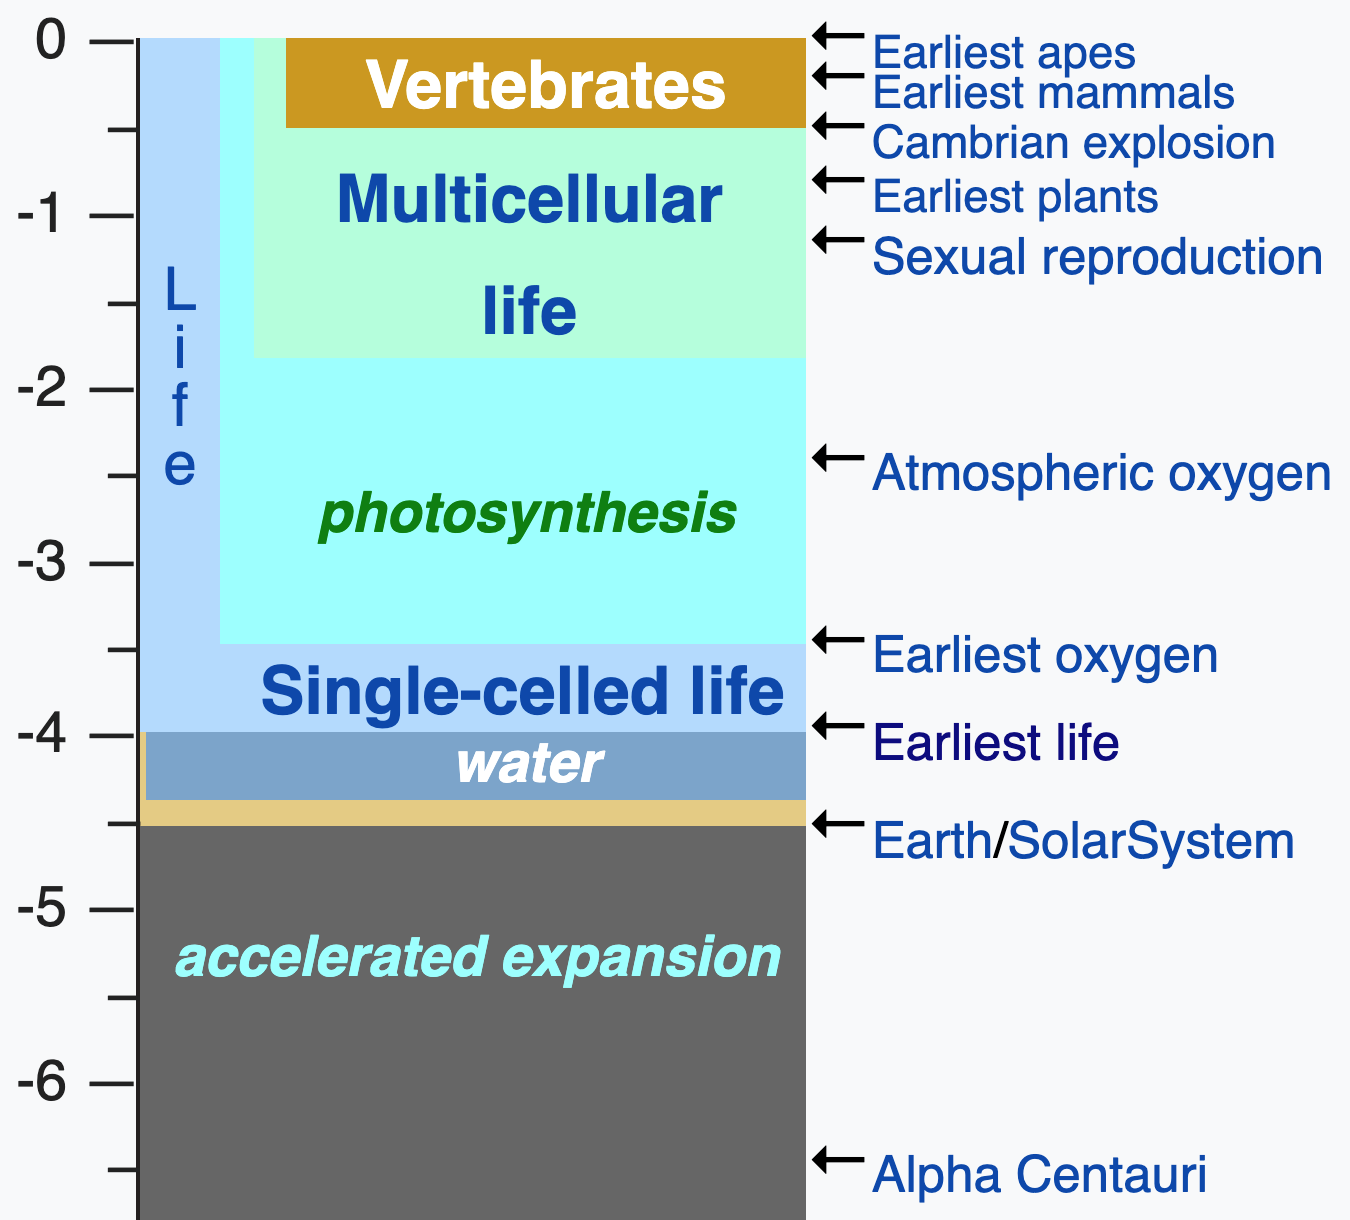 0
Vertebrates
Earliest apes
Earliest mammals
Cambrian explosion
Multicellular
life
Earliest plants
-1
Sexual reproduction
L
i
f
e
-2
Atmospheric oxygen
photosynthesis
-3
Earliest oxygen
Single-celled life
-4
Earliest life
water
Earth/SolarSystem
-5
accelerated expansion
-6
Alpha Centauri